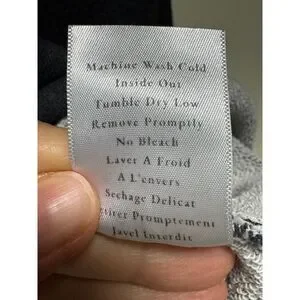 Machine Wash Cold
Inside Out
Tumble Dry Low
Remove Promptly
No Bleach
Laver A Froid
A L'envers
Sechage Delicat
etirer Promptement
Javel Interdit